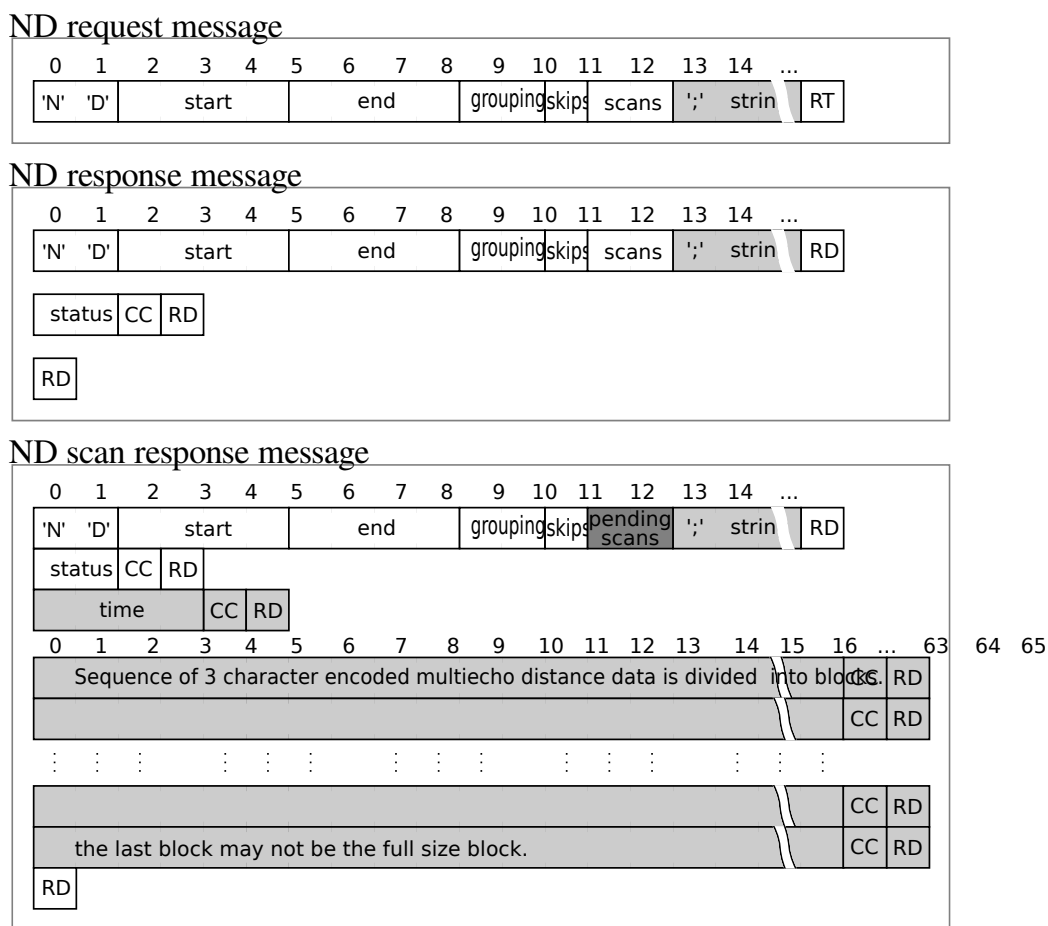 ND request message
0 1 2 3 4 5 6 7 8 9 10 11 12 13 14 ...
'N' 'D' start end grouping skips scans ';' strin RT
ND response message
0 1 2 3 4 5 6 7 8 9 10 11 12 13 14 ...
'N' 'D' start end grouping skips scans ';' strin RD
status CC RD
RD
ND scan response message
0 1 2 3 4 5 6 7 8 9 10 11 12 13 14 ...
'N' 'D' start end grouping skips pending scans ';' strin RD
status CC RD
time CC RD
0 1 2 3 4 5 6 7 8 9 10 11 12 13 14 15 16 ... 63 64 65
Sequence of 3 character encoded multiecho distance data is divided into blocks. CC RD
CC RD
CC RD
the last block may not be the full size block. CC RD
RD